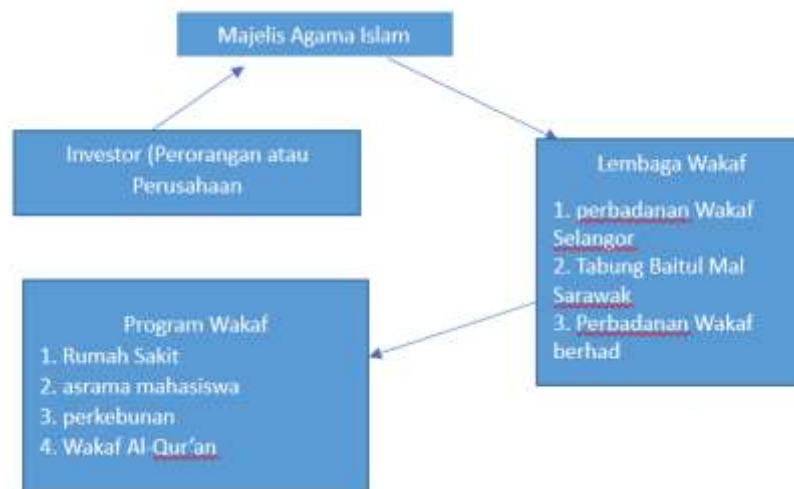 Majelis Agama Islam
Investor (Perorangan atau
Perusahaan
Lembaga Wakaf
1. perbadanan Wakaf
Selangor
2. Tabung Baitul Mal
Sarawak
3. Perbadanan Wakaf
berhad
Program Wakaf
1. Rumah Sakit
2. asrama mahasiswa
3. perkebunan
4. Wakaf Al-Qur'an